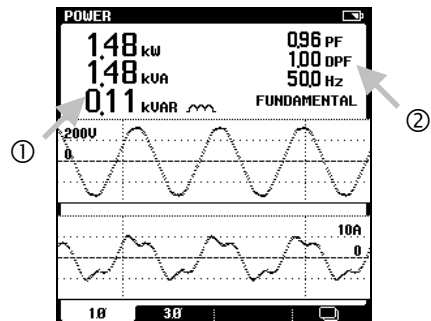 POWER
1.48 kW
1.48 kVA
0.11 kVAR
0.96 PF
1.00 DPF
50.0 Hz
FUNDAMENTAL
①
②
200V
0
10A
0
1Ø 3Ø